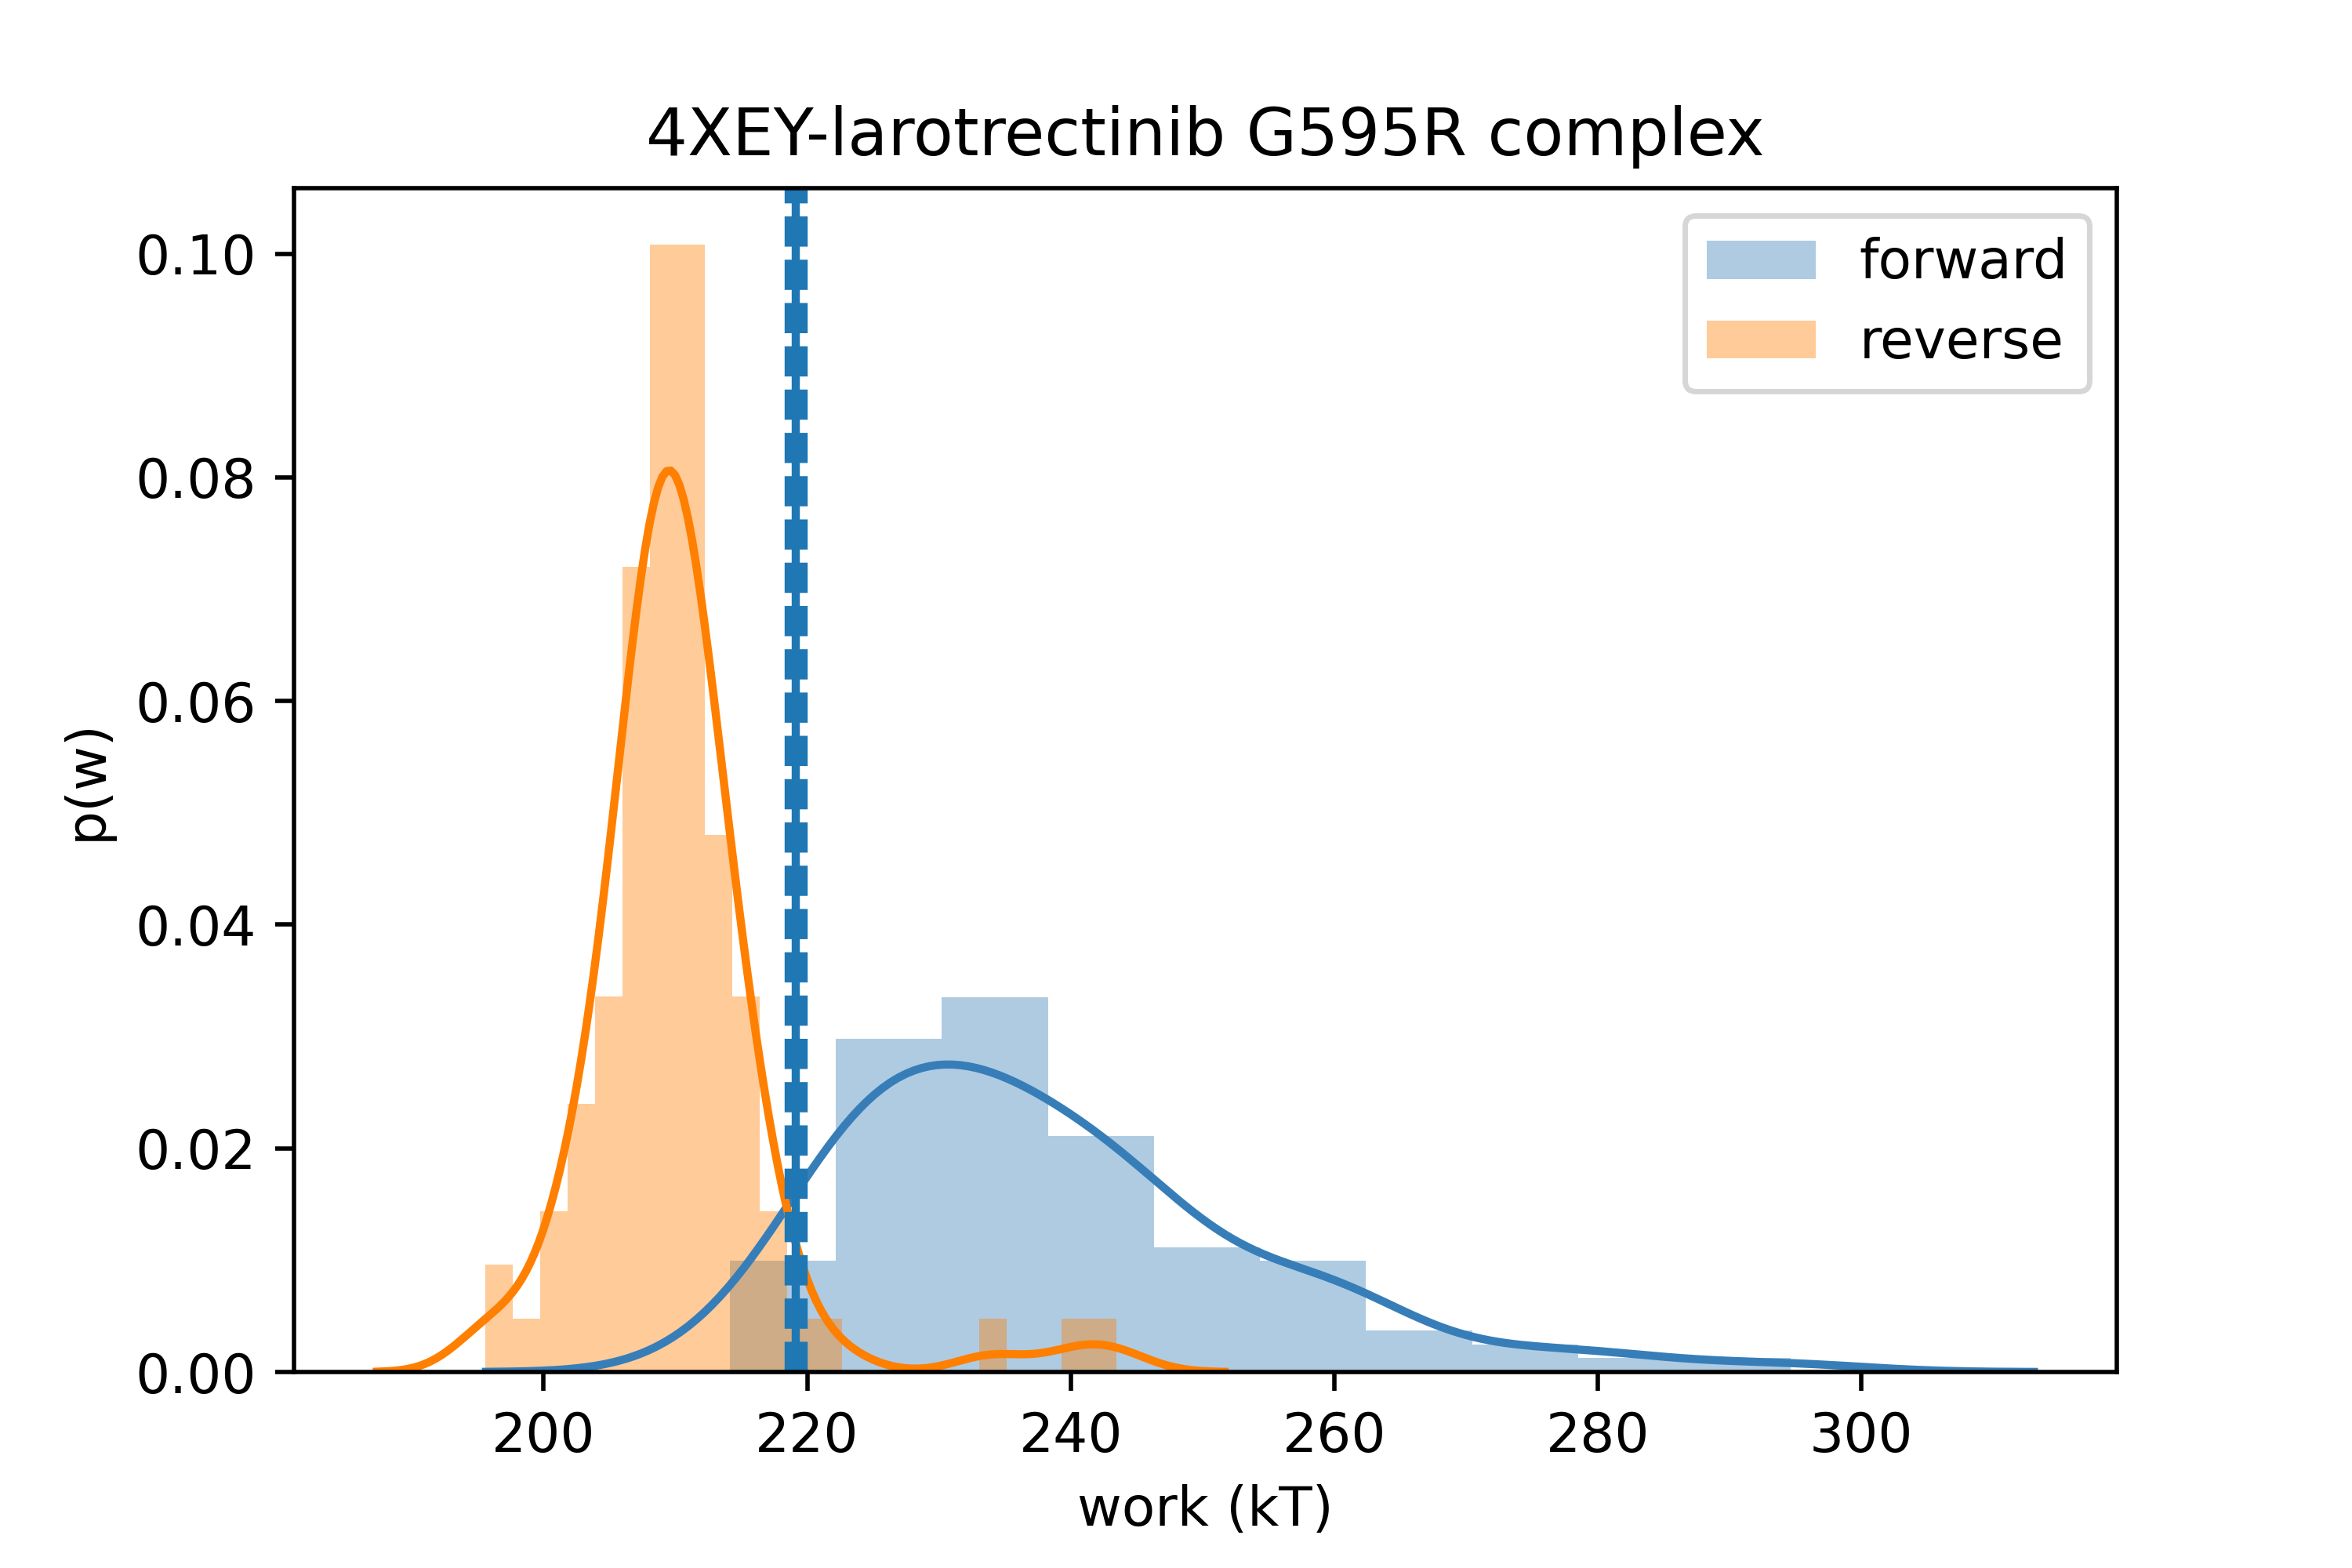 4XEY-larotrectinib G595R complex
forward
reverse
0.10
0.08
0.06
0.04
0.02
0.00
p(w)
200 220 240 260 280 300
work (kT)